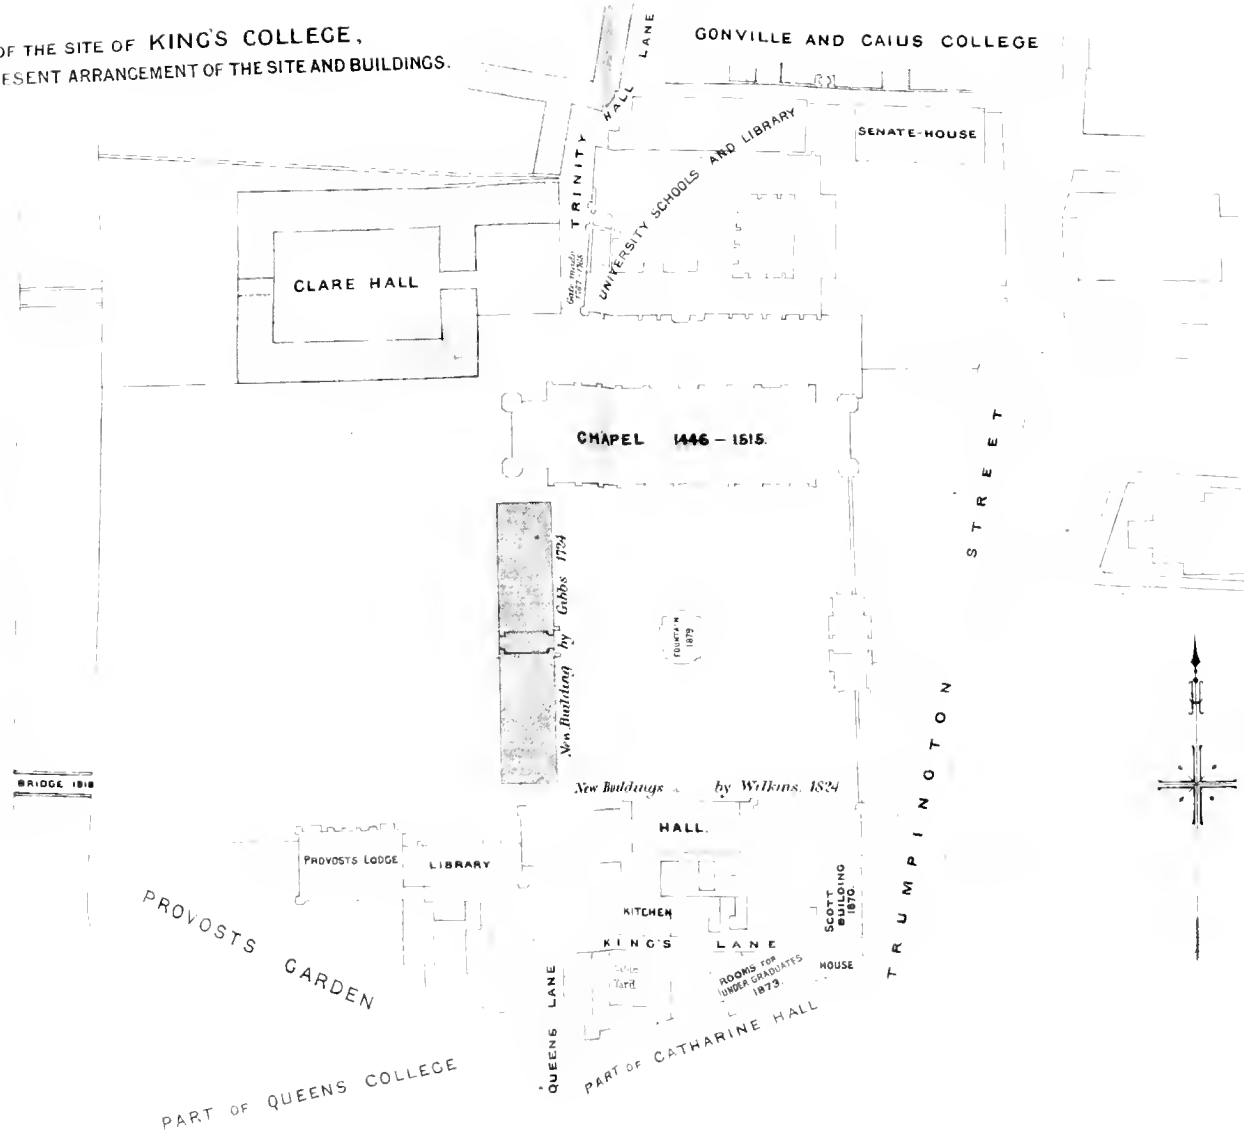 OF THE SITE OF KING'S COLLEGE,
ESENT ARRANGEMENT OF THE SITE AND BUILDINGS.
GONVILLE AND CAIUS COLLEGE
TRINITY HALL LANE
SENATE-HOUSE
UNIVERSITY SCHOOLS AND LIBRARY
Gate made
CLARE HALL
CHAPEL 1446 – 1515.
STREET
New Building by Gibbs 1724
FOUNTAIN
1879
TRUMPINGTON
N
BRIDGE 1818
New Buildings by Wilkins. 1824
HALL.
PROVOSTS LODGE
LIBRARY
SCOTT
BUILDING
1870.
KITCHEN
PROVOSTS GARDEN
KING'S LANE
HOUSE
ROOMS FOR
UNDER GRADUATES
1873.
Yard
QUEENS LANE
PART OF CATHARINE HALL
PART OF QUEENS COLLEGE